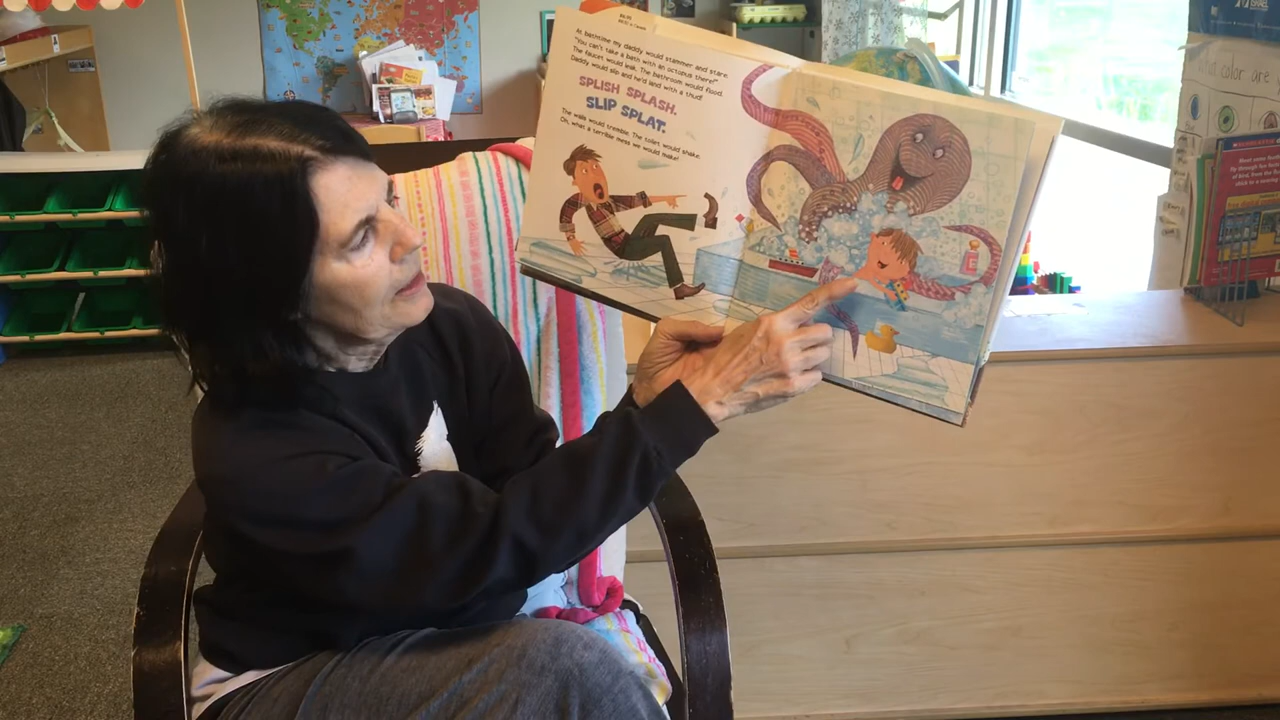 At bathtime my daddy would stammer and stare.
"You can't take a bath with an octopus there!"
The faucet would leak. The bathroom would flood.
Daddy would slip and he'd land with a thud!
SPLISH SPLASH,
SLIP SPLAT.
The walls would tremble. The toilet would shake.
Oh, what a terrible mess we would make!
color are